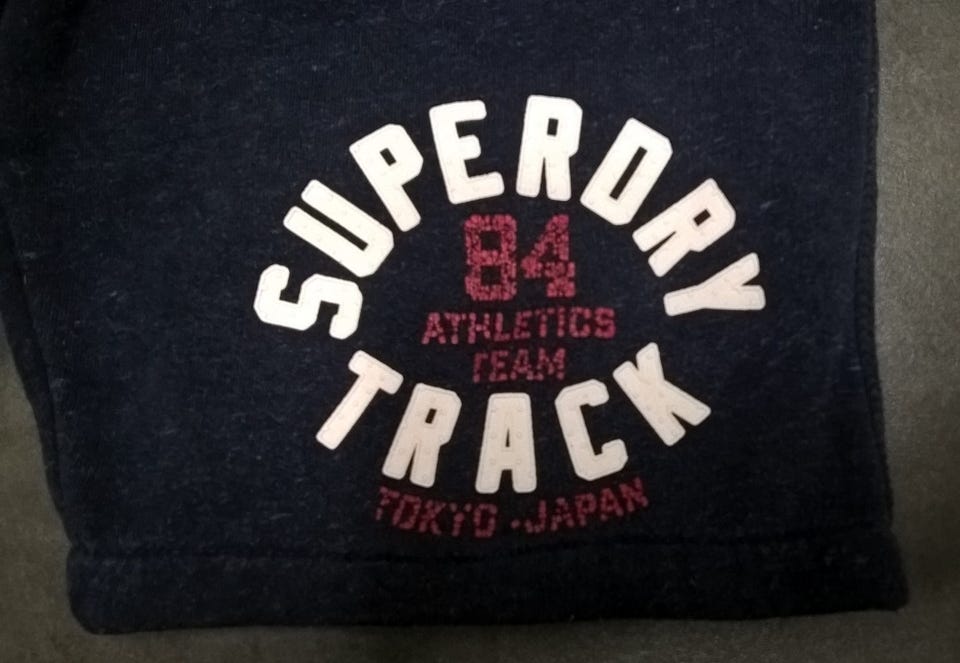 SUPERDRY
84
ATHLETICS
TEAM
TRACK
TOKYO - JAPAN